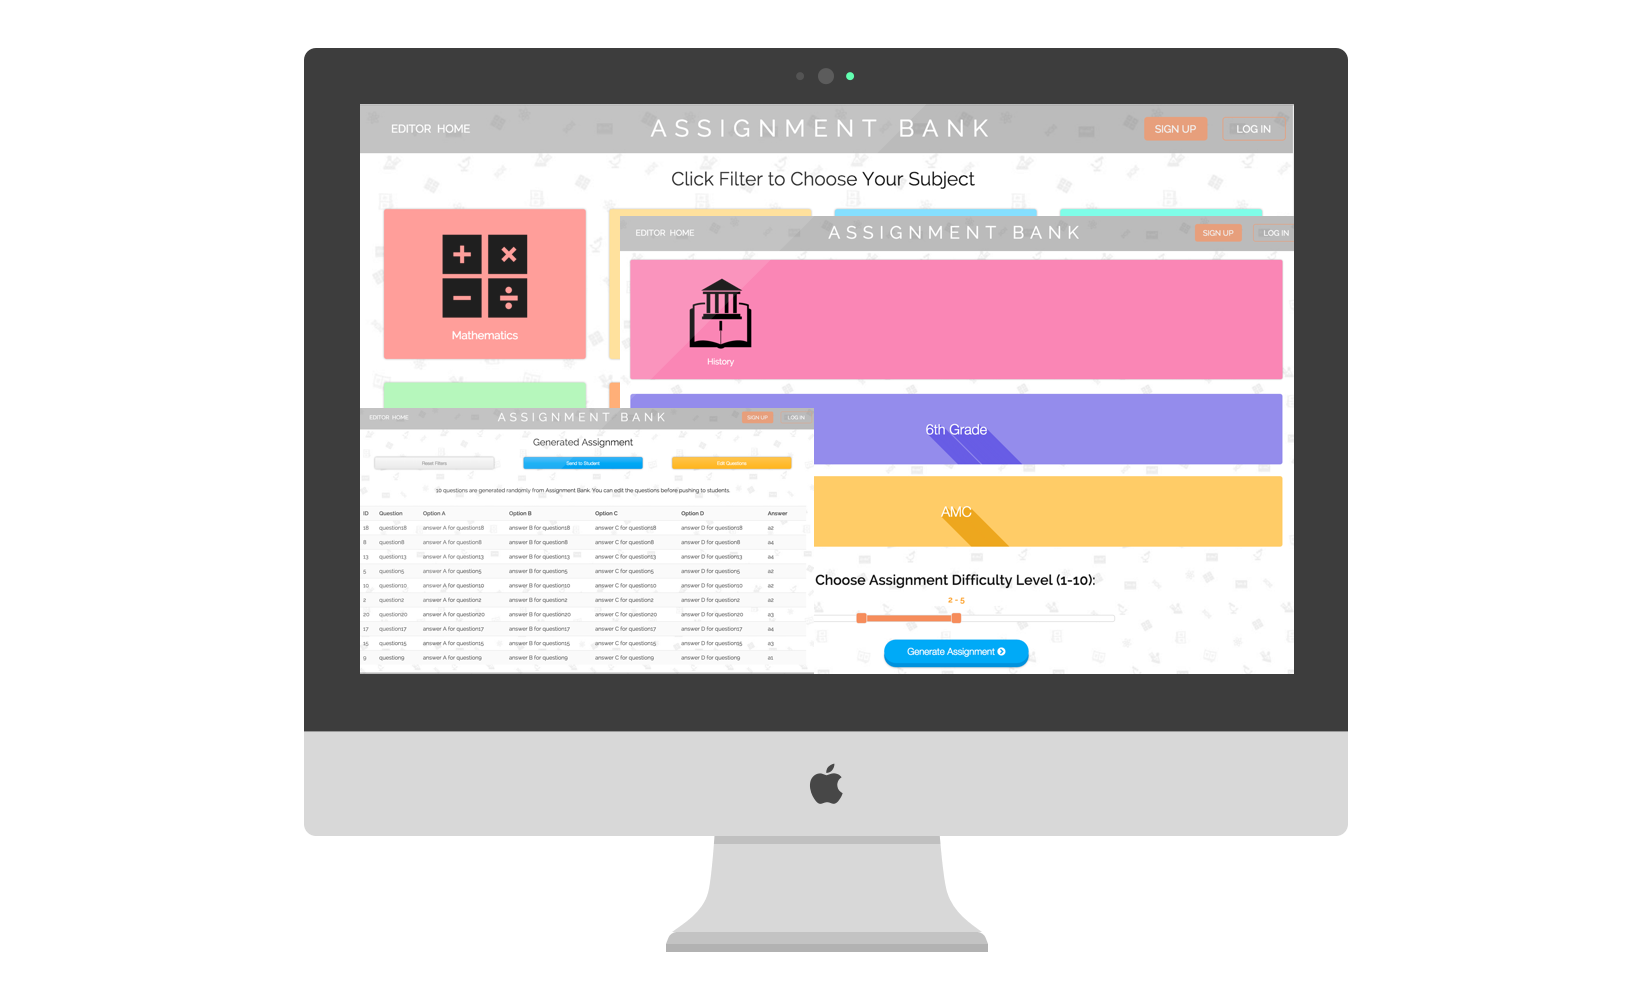 EDITOR HOME ASSIGNMENT BANK SIGN UP LOG IN
Click Filter to Choose Your Subject
Mathematics
EDITOR HOME ASSIGNMENT BANK SIGN UP LOG IN
History
6th Grade
AMC
Choose Assignment Difficulty Level (1-10):
2 - 5
Generate Assignment
EDITOR HOME ASSIGNMENT BANK SIGN UP LOG IN
Generated Assignment
Reset Filters Send to Student Edit Questions
10 questions are generated randomly from Assignment Bank. You can edit the questions before pushing to students.
ID Question Option A Option B Option C Option D Answer
18 question18 answer A for question18 answer B for question18 answer C for question18 answer D for question18 a2
8 question8 answer A for question8 answer B for question8 answer C for question8 answer D for question8 a4
13 question13 answer A for question13 answer B for question13 answer C for question13 answer D for question13 a4
5 question5 answer A for question5 answer B for question5 answer C for question5 answer D for question5 a2
10 question10 answer A for question10 answer B for question10 answer C for question10 answer D for question10 a2
2 question2 answer A for question2 answer B for question2 answer C for question2 answer D for question2 a2
20 question20 answer A for question20 answer B for question20 answer C for question20 answer D for question20 a3
17 question17 answer A for question17 answer B for question17 answer C for question17 answer D for question17 a4
15 question15 answer A for question15 answer B for question15 answer C for question15 answer D for question15 a3
9 question9 answer A for question9 answer B for question9 answer C for question9 answer D for question9 a1